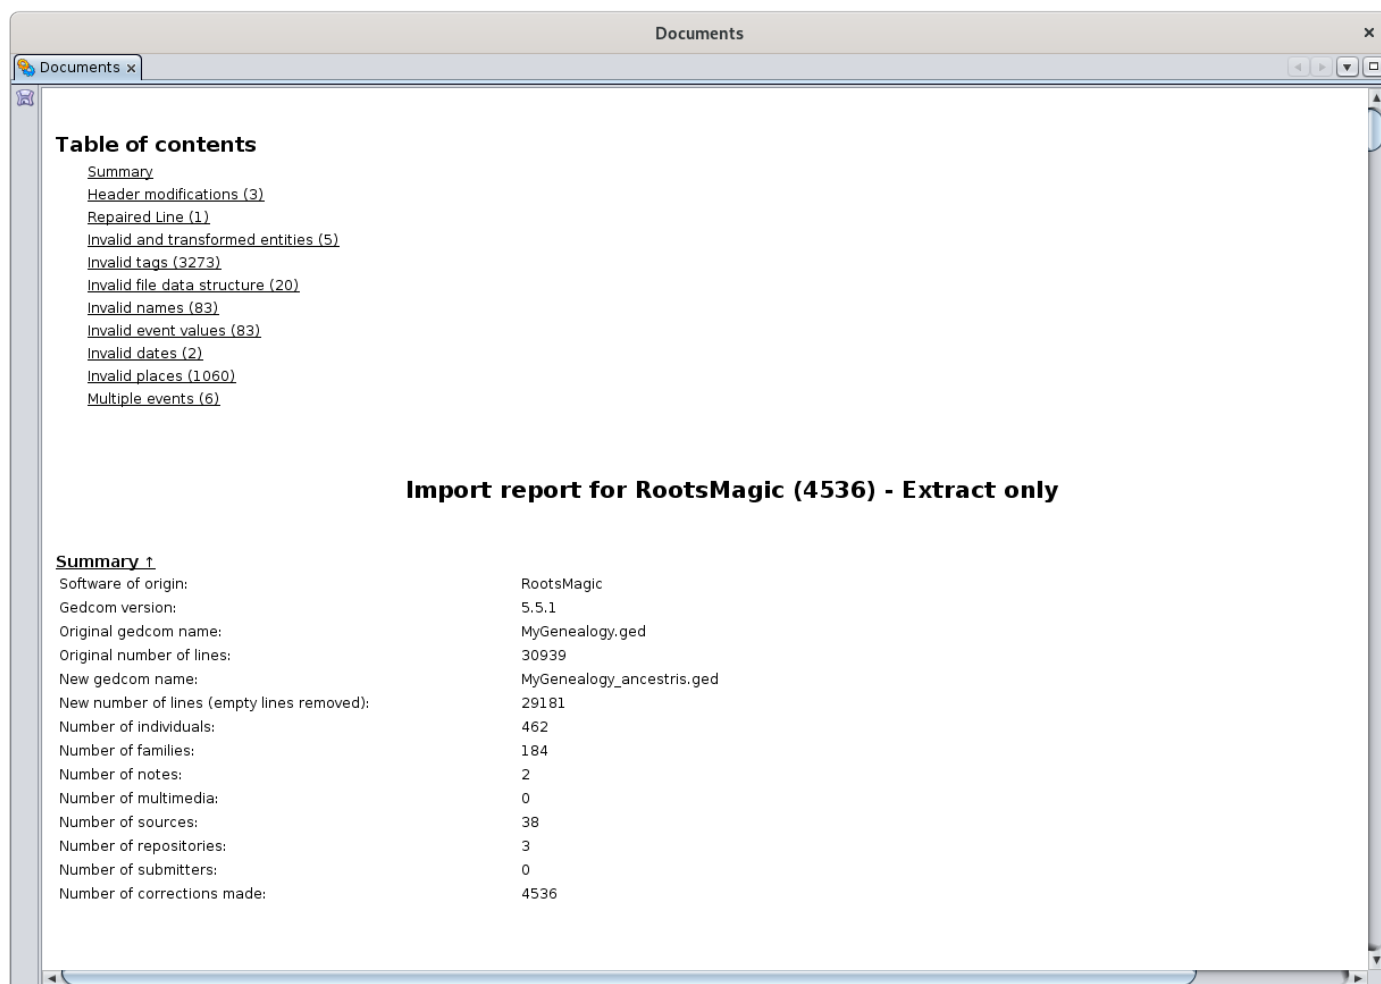 Documents
Documents
Table of contents
Summary
Header modifications (3)
Repaired Line (1)
Invalid and transformed entities (5)
Invalid tags (3273)
Invalid file data structure (20)
Invalid names (83)
Invalid event values (83)
Invalid dates (2)
Invalid places (1060)
Multiple events (6)
Import report for RootsMagic (4536) - Extract only
Summary ↑
Software of origin: RootsMagic
Gedcom version: 5.5.1
Original gedcom name: MyGenealogy.ged
Original number of lines: 30939
New gedcom name: MyGenealogy_ancestris.ged
New number of lines (empty lines removed): 29181
Number of individuals: 462
Number of families: 184
Number of notes: 2
Number of multimedia: 0
Number of sources: 38
Number of repositories: 3
Number of submitters: 0
Number of corrections made: 4536